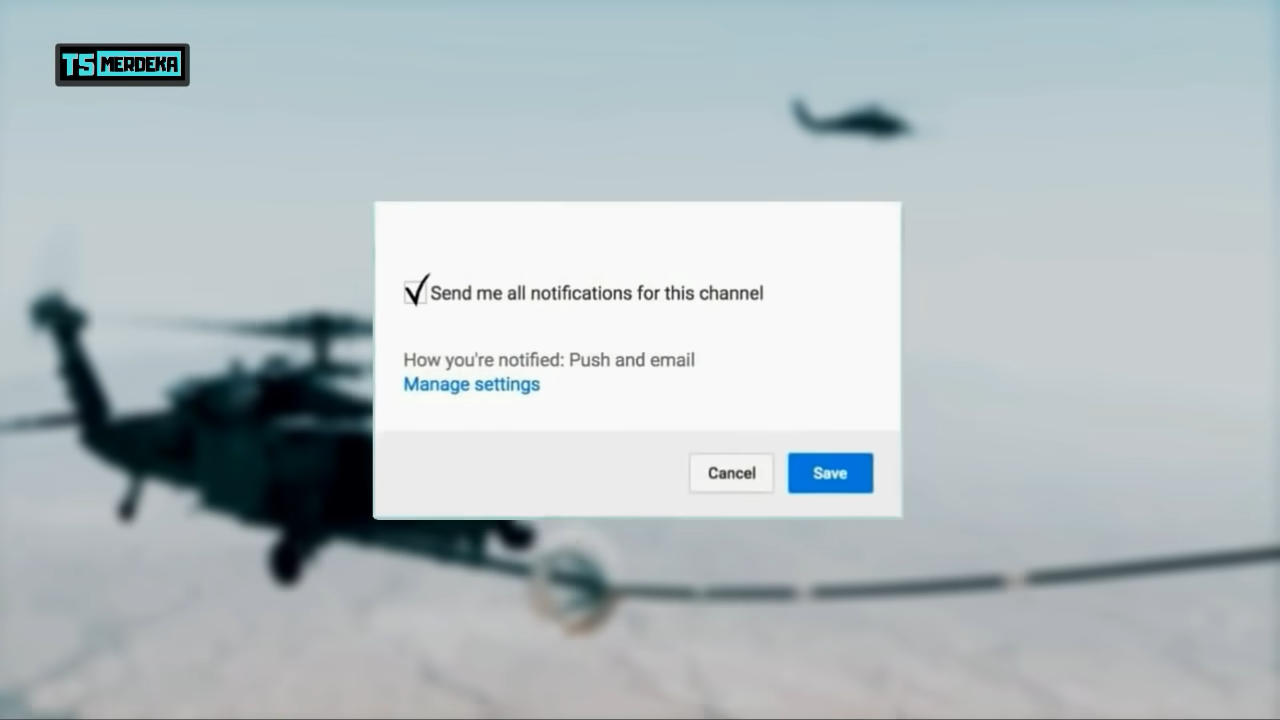 T5 MERDEKA
Send me all notifications for this channel
How you're notified: Push and email
Manage settings
Cancel
Save